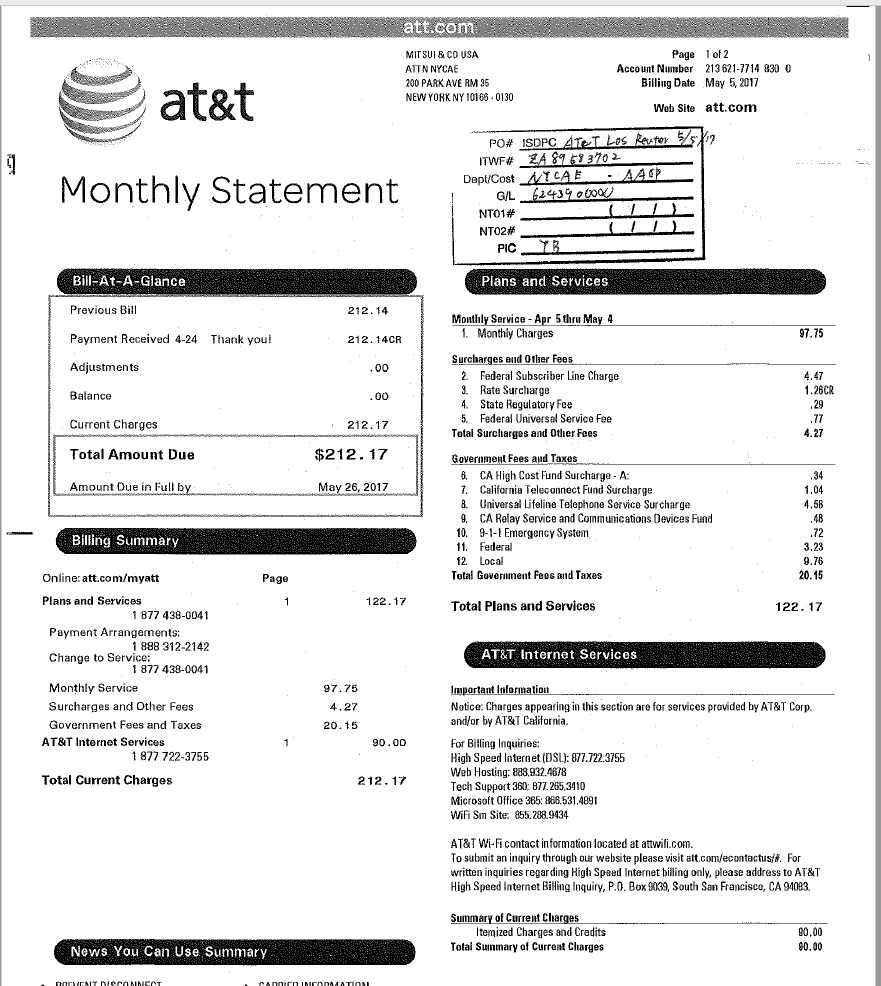 att.com
at&t
MITSUI & CO USA
ATTN NYCAE
200 PARK AVE RM 35
NEW YORK NY 10166 - 0130
Page 1 of 2
Account Number 213 621-7714 830 0
Billing Date May 5, 2017
Web Site att.com
Monthly Statement
PO# ISDPC AT&T Los Router 5/5/17
ITWF# ZA89683702
Dept/Cost NYCAE - AAGP
G/L 6243900000
NT01# ( / / )
NT02# ( / / )
PIC YB
Bill-At-A-Glance
Previous Bill 212.14
Payment Received 4-24 Thank you! 212.14CR
Adjustments .00
Balance .00
Current Charges 212.17
Total Amount Due $212.17
Amount Due in Full by May 26, 2017
Billing Summary
Online: att.com/myatt Page
Plans and Services 1 122.17
1 877 438-0041
Payment Arrangements:
1 888 312-2142
Change to Service:
1 877 438-0041
Monthly Service 97.75
Surcharges and Other Fees 4.27
Government Fees and Taxes 20.15
AT&T Internet Services 1 90.00
1 877 722-3755
Total Current Charges 212.17
News You Can Use Summary
PREVENT DISCONNECT • CARRIER INFORMATION
Plans and Services
Monthly Service - Apr 5 thru May 4
1. Monthly Charges 97.75
Surcharges and Other Fees
2. Federal Subscriber Line Charge 4.47
3. Rate Surcharge 1.26CR
4. State Regulatory Fee .29
5. Federal Universal Service Fee .77
Total Surcharges and Other Fees 4.27
Government Fees and Taxes
6. CA High Cost Fund Surcharge - A: .34
7. California Teleconnect Fund Surcharge 1.04
8. Universal Lifeline Telephone Service Surcharge 4.58
9. CA Relay Service and Communications Devices Fund .48
10. 9-1-1 Emergency System .72
11. Federal 3.23
12. Local 9.76
Total Government Fees and Taxes 20.15
Total Plans and Services 122.17
AT&T Internet Services
Important Information
Notice: Charges appearing in this section are for services provided by AT&T Corp.
and/or by AT&T California.
For Billing Inquiries:
High Speed Internet (DSL): 877.722.3755
Web Hosting: 888.932.4678
Tech Support 360: 877.265.3410
Microsoft Office 365: 866.531.4891
WiFi Sm Site: 855.288.9434
AT&T Wi-Fi contact information located at attwifi.com.
To submit an inquiry through our website please visit att.com/econtactus/#. For
written inquiries regarding High Speed Internet billing only, please address to AT&T
High Speed Internet Billing Inquiry, P.O. Box 9039, South San Francisco, CA 94083.
Summary of Current Charges
Itemized Charges and Credits 90.00
Total Summary of Current Charges 90.00